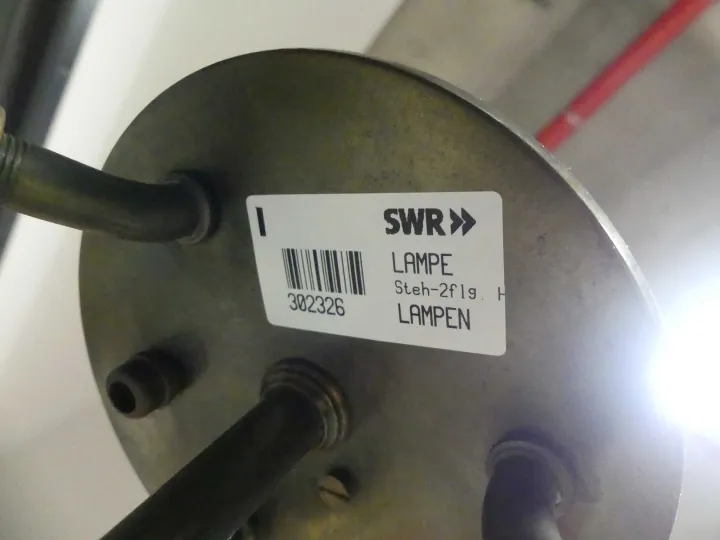 I
SWR»
LAMPE
Steh-2flg. H
302326
LAMPEN